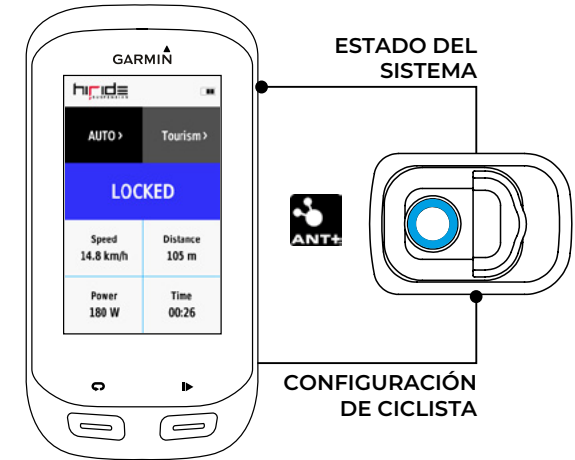 GARMIN
hiride
SUSPENSION
AUTO >
Tourism >
LOCKED
Speed
14.8 km/h
Distance
105 m
Power
180 W
Time
00:26
ESTADO DEL
SISTEMA
ANT+
CONFIGURACIÓN
DE CICLISTA